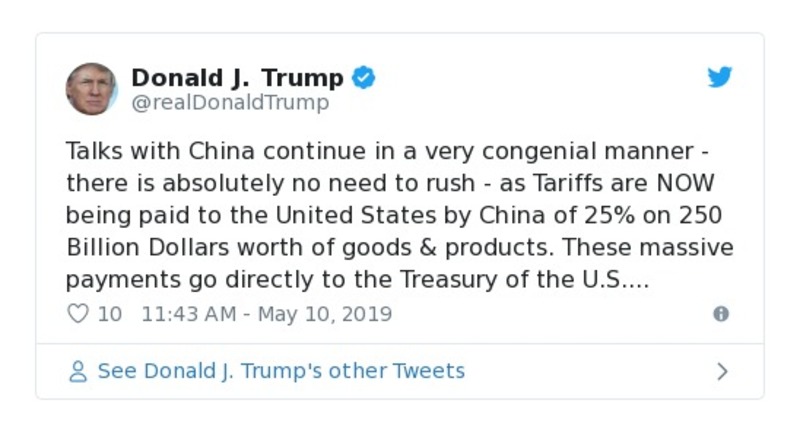 Donald J. Trump
@realDonaldTrump
Talks with China continue in a very congenial manner -
there is absolutely no need to rush - as Tariffs are NOW
being paid to the United States by China of 25% on 250
Billion Dollars worth of goods & products. These massive
payments go directly to the Treasury of the U.S....
10 11:43 AM - May 10, 2019
See Donald J. Trump's other Tweets